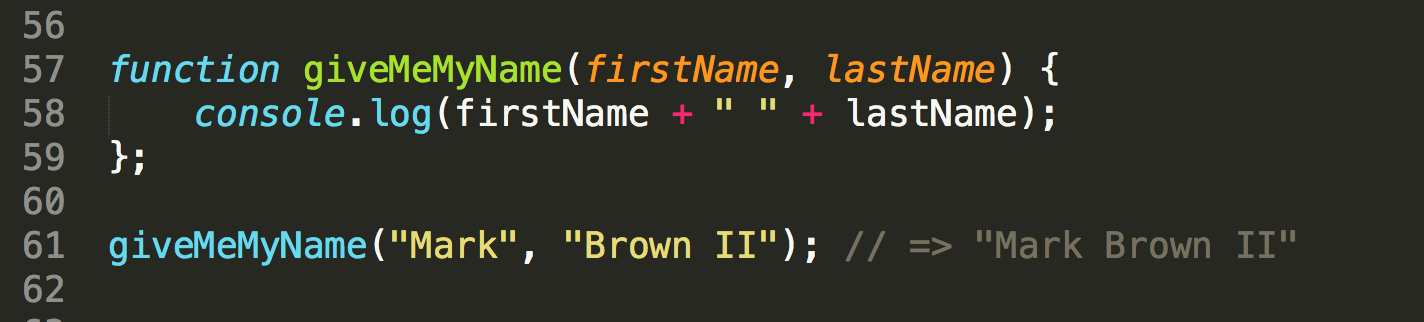 56
57 function giveMeMyName(firstName, lastName) {
58     console.log(firstName + " " + lastName);
59 };
60
61 giveMeMyName("Mark", "Brown II"); // => "Mark Brown II"
62